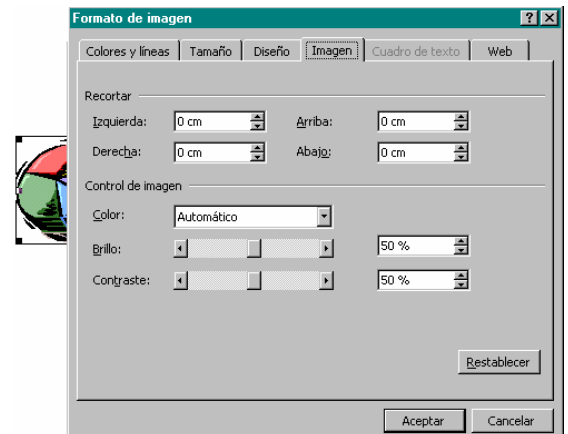 Formato de imagen
Colores y líneas Tamaño Diseño Imagen Cuadro de texto Web
Recortar
Izquierda: 0 cm Arriba: 0 cm
Derecha: 0 cm Abajo: 0 cm
Control de imagen
Color: Automático
Brillo: 50 %
Contraste: 50 %
Restablecer
Aceptar Cancelar